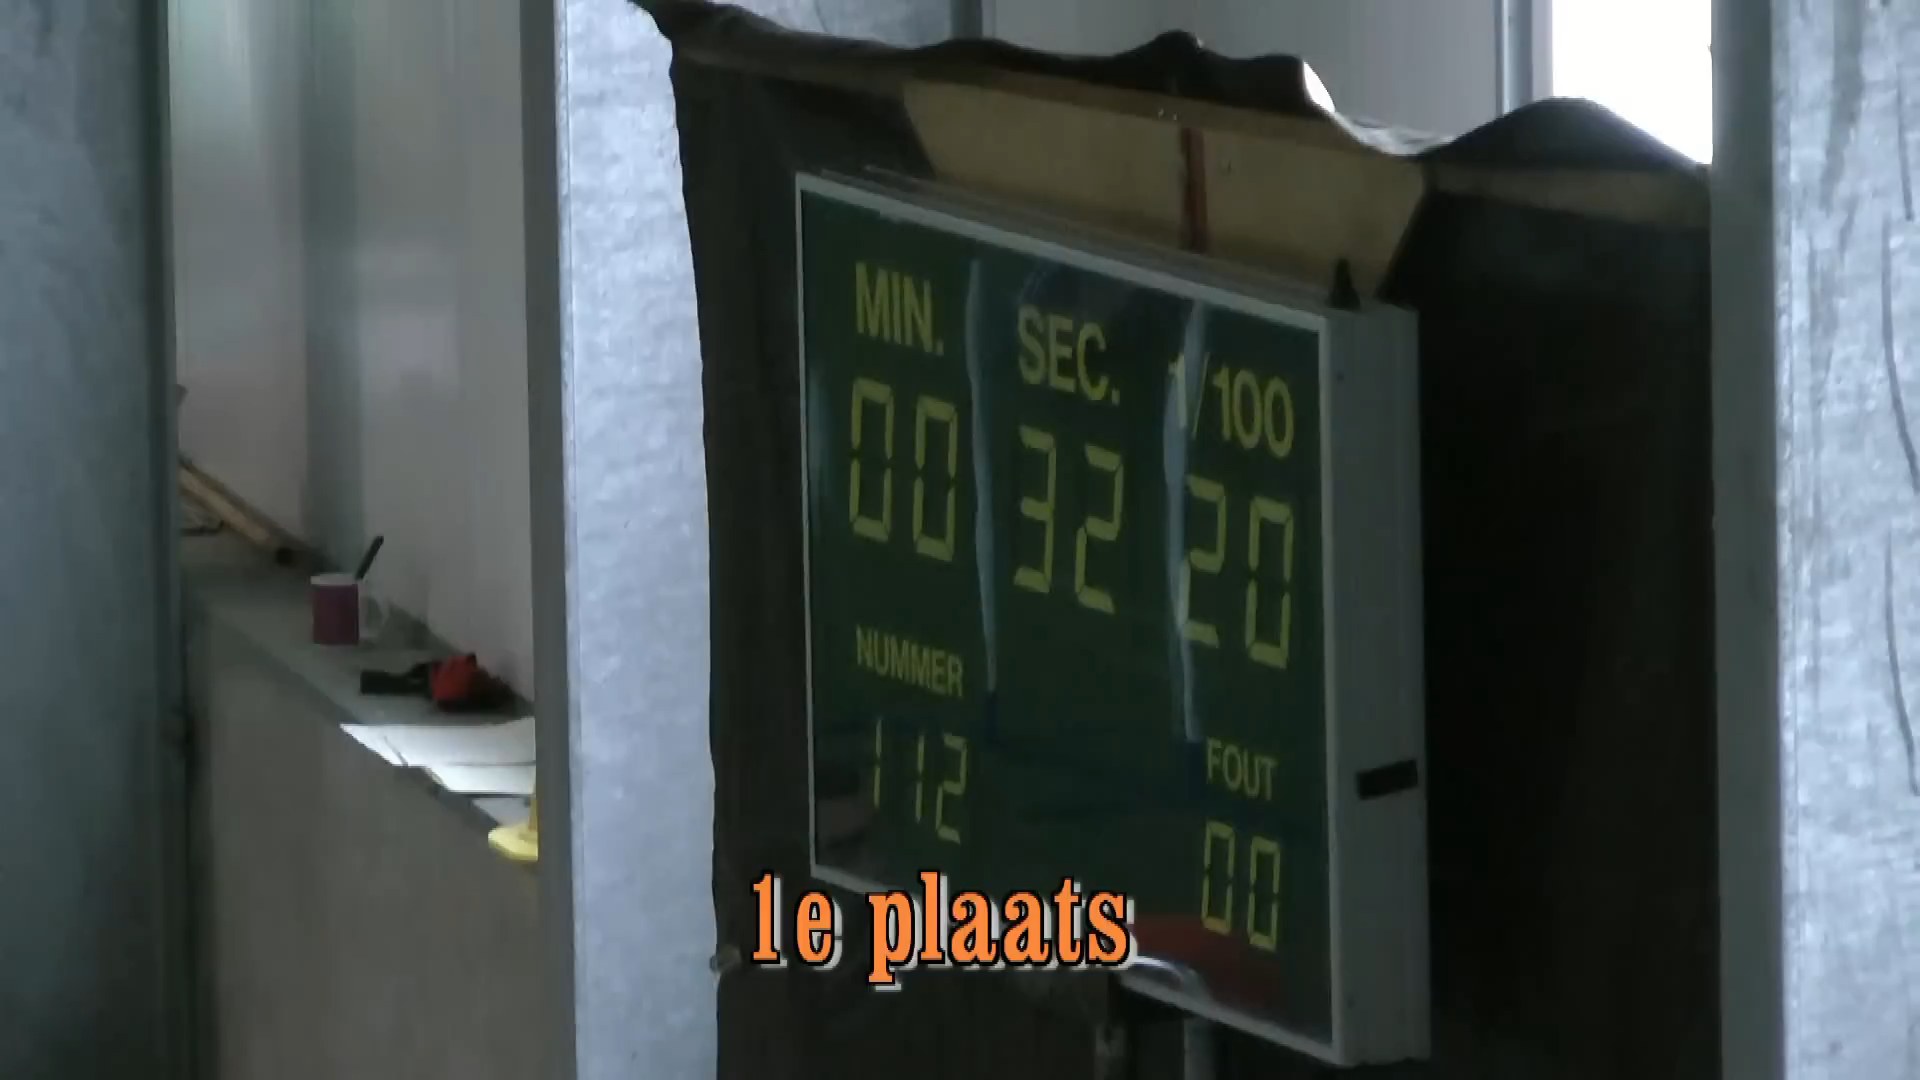 MIN. SEC. 1/100
00 32 20
NUMMER FOUT
112 00
1e plaats